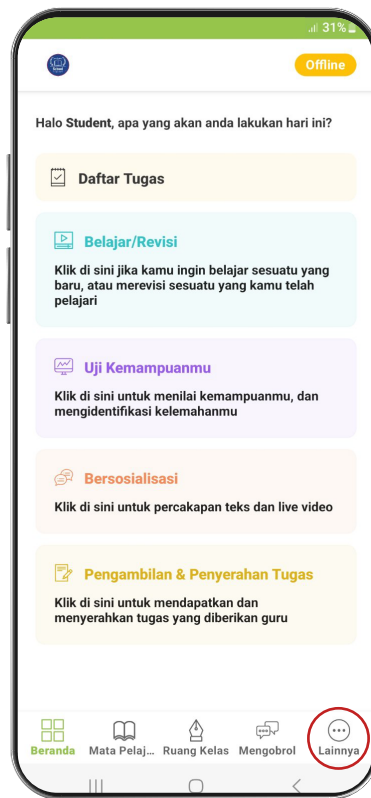 31%
Offline
Halo Student, apa yang akan anda lakukan hari ini?
Daftar Tugas
Belajar/Revisi
Klik di sini jika kamu ingin belajar sesuatu yang
baru, atau merevisi sesuatu yang kamu telah
pelajari
Uji Kemampuanmu
Klik di sini untuk menilai kemampuanmu, dan
mengidentifikasi kelemahanmu
Bersosialisasi
Klik di sini untuk percakapan teks dan live video
Pengambilan & Penyerahan Tugas
Klik di sini untuk mendapatkan dan
menyerahkan tugas yang diberikan guru
Beranda Mata Pelaj... Ruang Kelas Mengobrol Lainnya